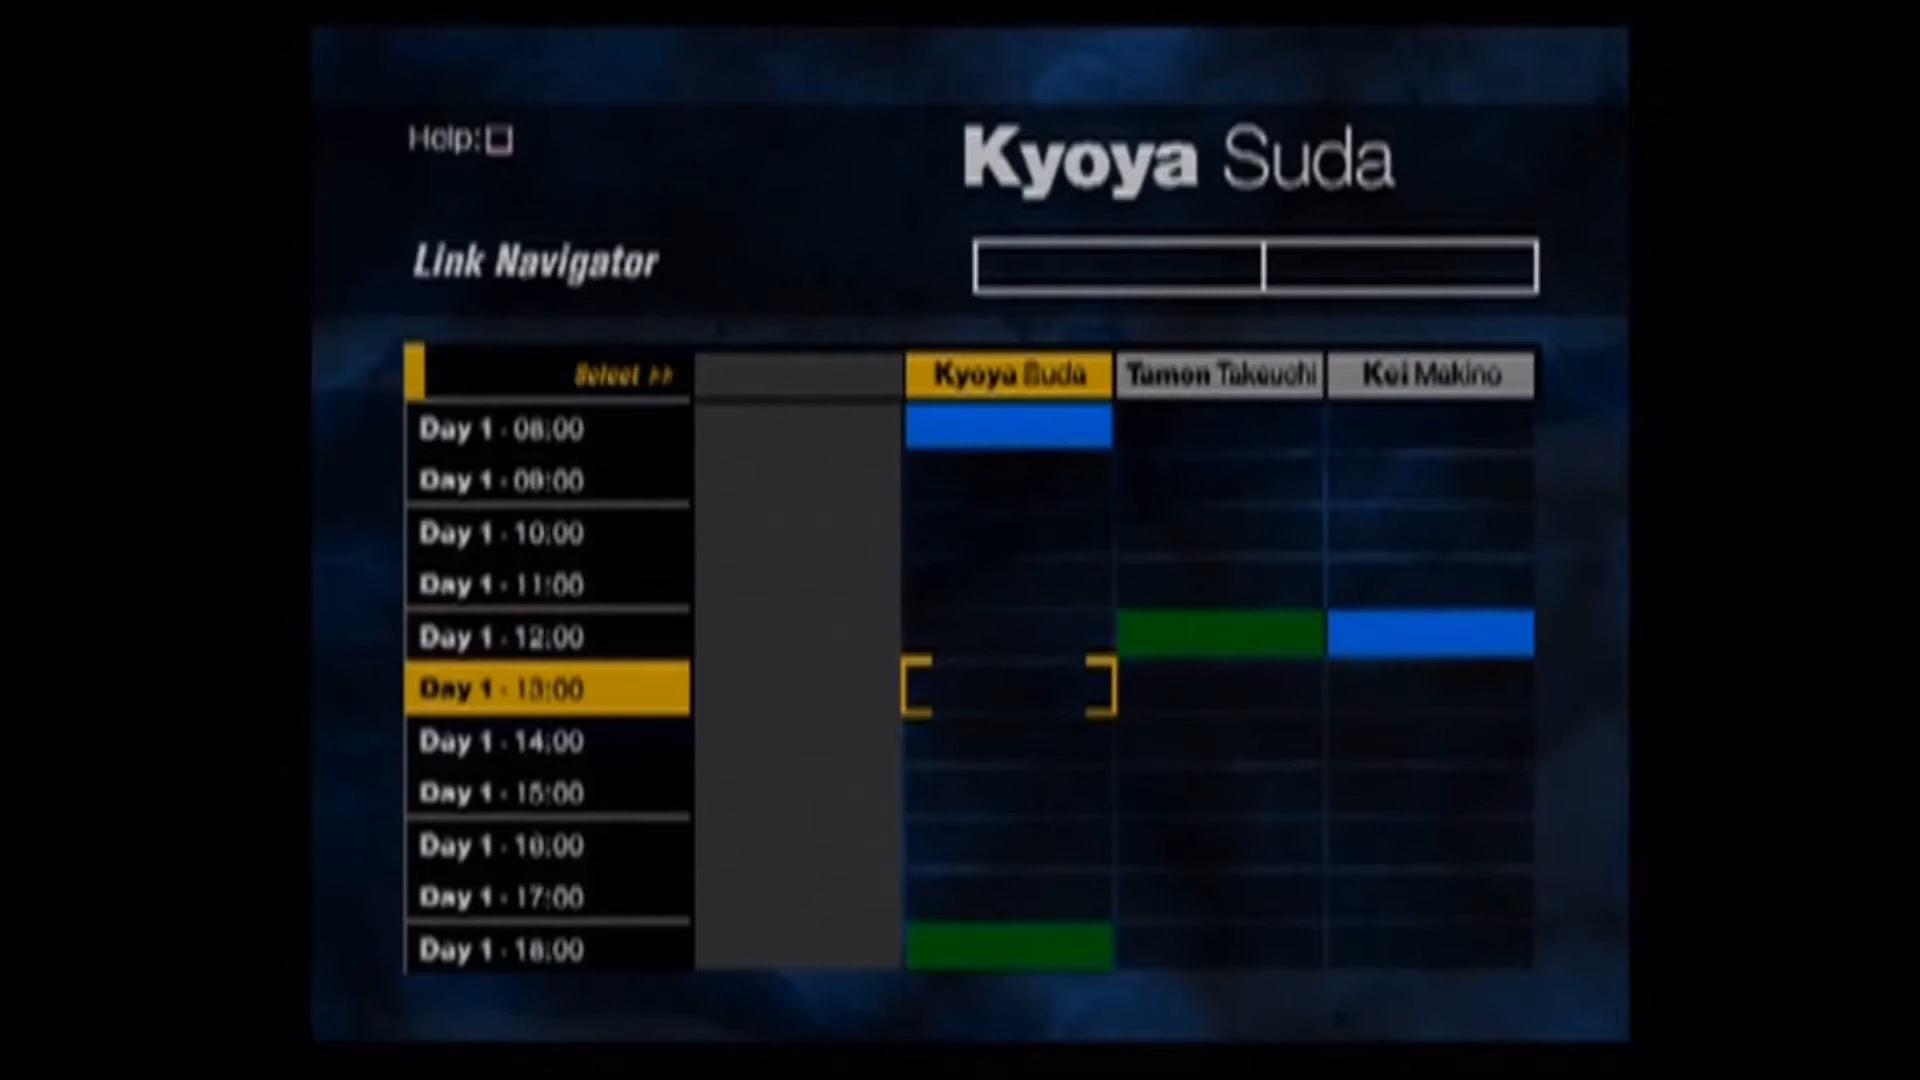 Help:
Kyoya Suda
Link Navigator
Select
Kyoya Suda
Tamon Takeuchi
Kei Makino
Day 1 - 08:00
Day 1 - 09:00
Day 1 - 10:00
Day 1 - 11:00
Day 1 - 12:00
Day 1 - 13:00
Day 1 - 14:00
Day 1 - 15:00
Day 1 - 16:00
Day 1 - 17:00
Day 1 - 18:00